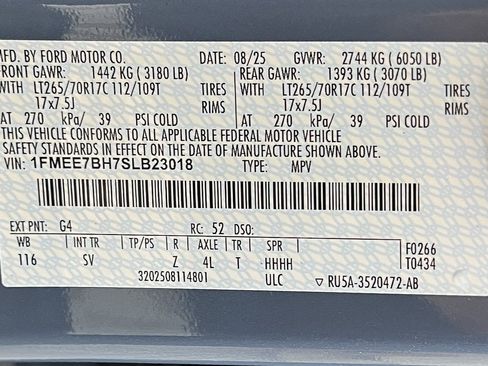 MFD. BY FORD MOTOR CO. DATE: 08/25 GVWR: 2744 KG ( 6050 LB)
FRONT GAWR: 1442 KG ( 3180 LB) REAR GAWR: 1393 KG ( 3070 LB)
WITH LT265/70R17C 112/109T TIRES WITH LT265/70R17C 112/109T TIRES
17x7.5J RIMS 17x7.5J RIMS
AT 270 kPa/ 39 PSI COLD AT 270 kPa/ 39 PSI COLD
THIS VEHICLE CONFORMS TO ALL APPLICABLE FEDERAL MOTOR VEHICLE
SAFETY STANDARDS IN EFFECT ON THE DATE OF MANUFACTURE SHOWN ABOVE.
VIN: 1FMEE7BH7SLB23018 TYPE: MPV
EXT PNT: G4 RC: 52 DSO:
WB INT TR TP/PS R AXLE TR SPR F0266
116 SV Z 4L T HHHH T0434
3202508114801 ULC ▽ RU5A-3520472-AB